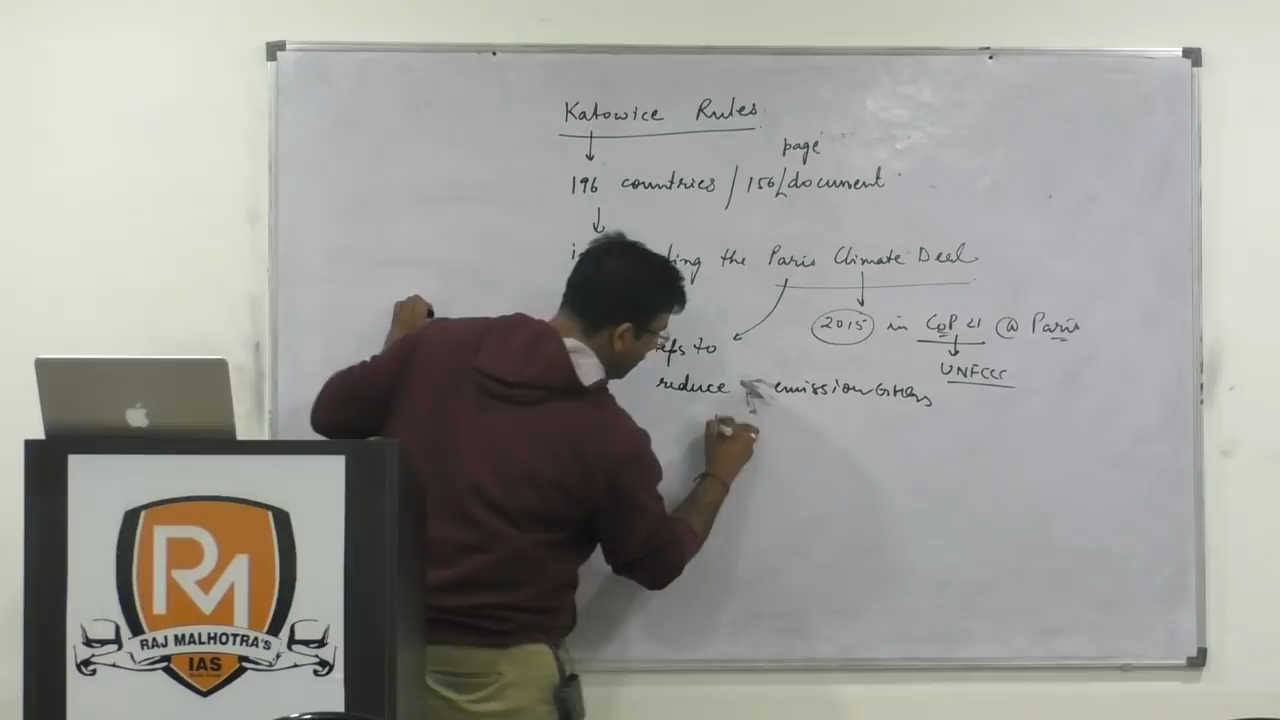 Katowice Rules
page
196 countries / 156 document
the Paris Climate Deal
2015 in CoP 21 @ Paris
to
UNFCCC
reduce emission
RM
RAJ MALHOTRA's
IAS